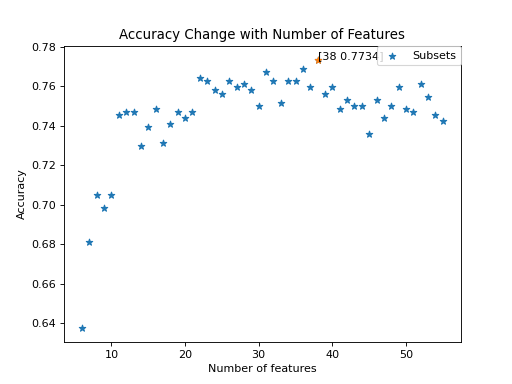 Accuracy Change with Number of Features
[38 0.7734]
Subsets
0.78
0.76
0.74
0.72
0.70
0.68
0.66
0.64
Accuracy
10 20 30 40 50
Number of features